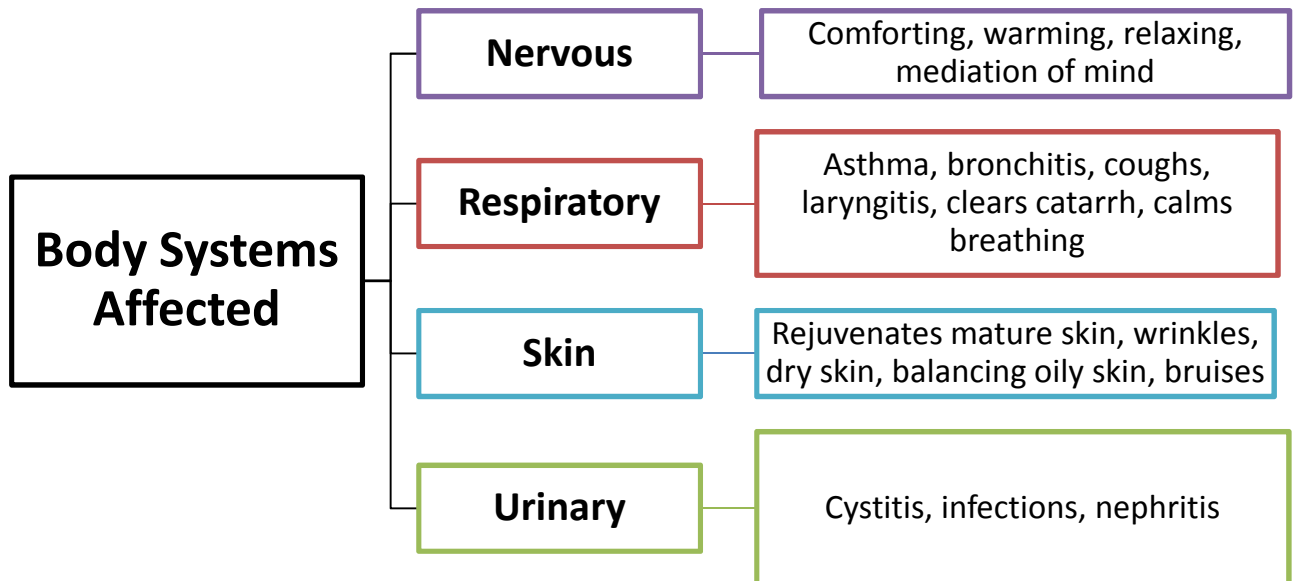 Body Systems
Affected
Nervous
Comforting, warming, relaxing,
mediation of mind
Respiratory
Asthma, bronchitis, coughs,
laryngitis, clears catarrh, calms
breathing
Skin
Rejuvenates mature skin, wrinkles,
dry skin, balancing oily skin, bruises
Urinary
Cystitis, infections, nephritis